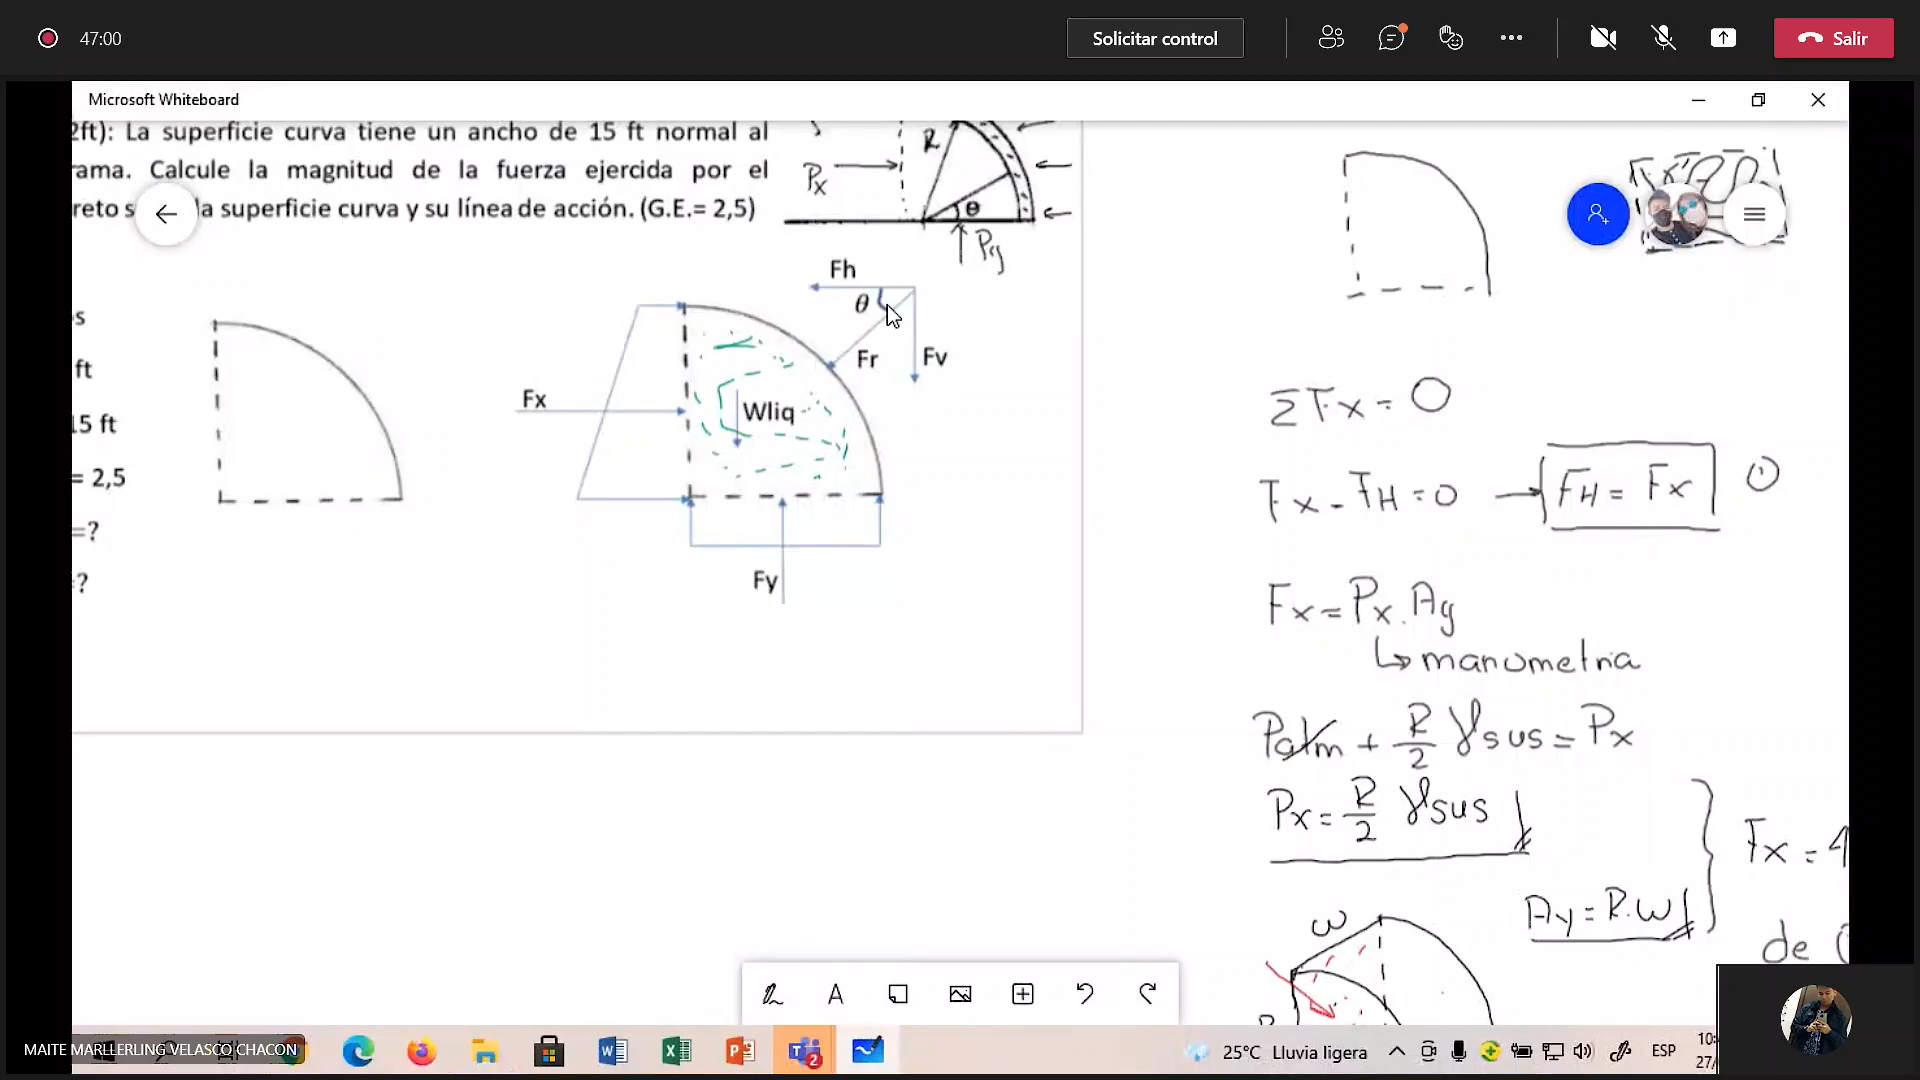 47:00
Solicitar control
Salir
Microsoft Whiteboard
2ft): La superficie curva tiene un ancho de 15 ft normal al
rama. Calcule la magnitud de la fuerza ejercida por el
reto s la superficie curva y su línea de acción. (G.E.= 2,5)
R
Px
θ
Py
s
ft
15 ft
= 2,5
=?
-?
Fh
θ
Fr
Fv
Fx
Wliq
Fy
ΣFx = 0
Fx - FH = 0 → FH = Fx ①
Fx = Px . Ay
↳ manometria
Patm + R/2 γsus = Px
Px = R/2 γsus
Ay = R.W
Fx = 4
de (
W
MAITE MARLLERLING VELASCO CHACON
2
25°C Lluvia ligera
ESP
10:
27/